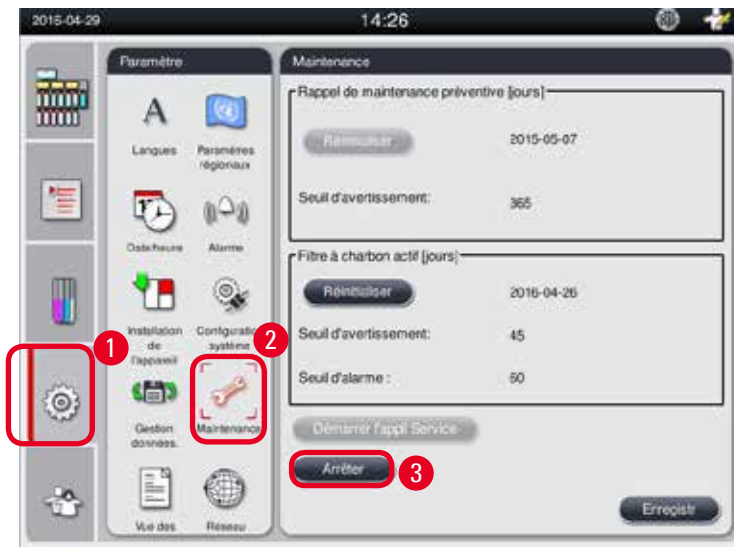 2016-04-29
14:26
Paramètre
Langues
Paramètres
régionaux
Date/heure
Alarme
Installation
de
l'appareil
Configuratio
système
Gestion
données.
Maintenance
Vue des
Réseau
Maintenance
Rappel de maintenance préventive [jours]
Réinitialiser
2015-05-07
Seuil d'avertissement:
365
Filtre à charbon actif [jours]
Réinitialiser
2016-04-26
Seuil d'avertissement:
45
Seuil d'alarme :
60
Démarrer l'appli Service
Arrêter
Enregistr
1
2
3